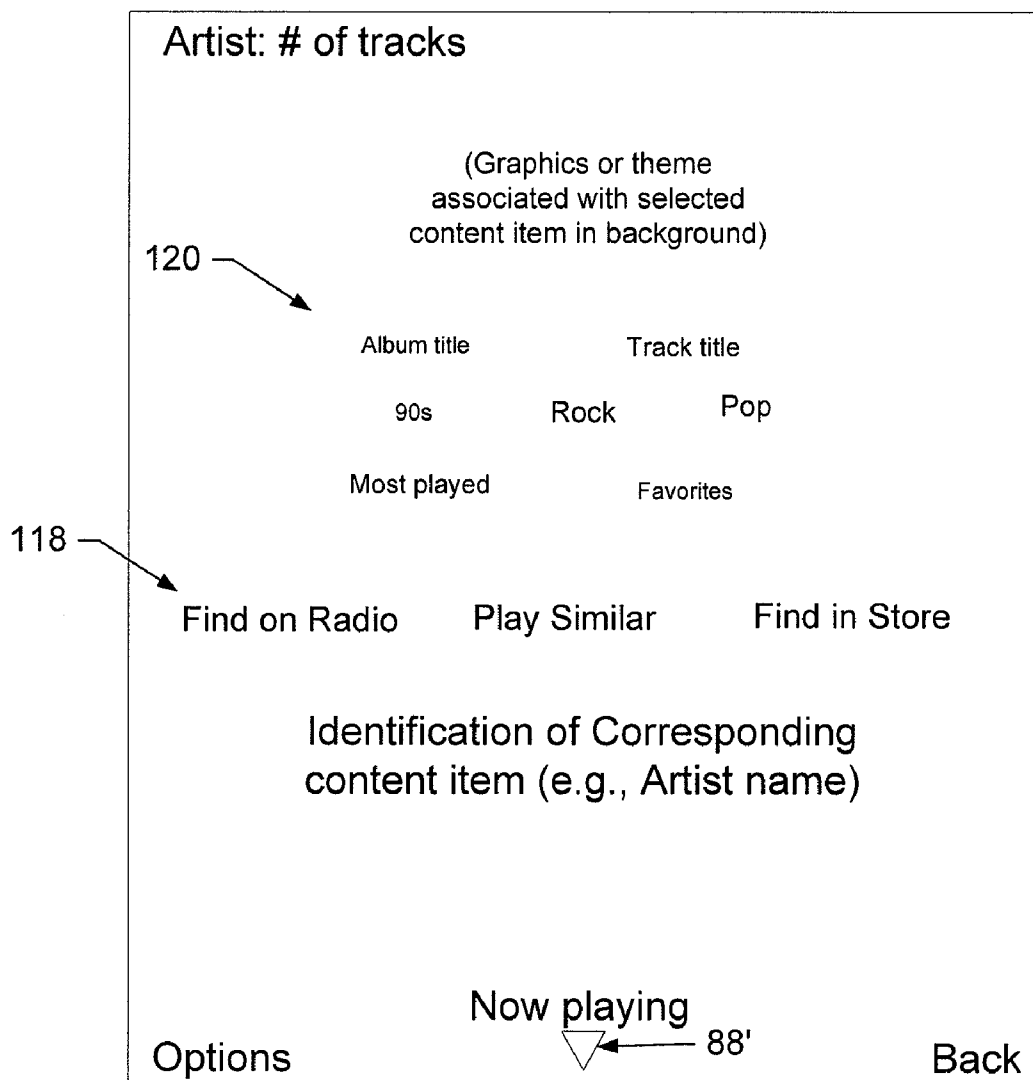 Artist: # of tracks
(Graphics or theme
associated with selected
content item in background)
120
Album title Track title
90s Rock Pop
Most played Favorites
118
Find on Radio Play Similar Find in Store
Identification of Corresponding
content item (e.g., Artist name)
Now playing
88'
Options Back